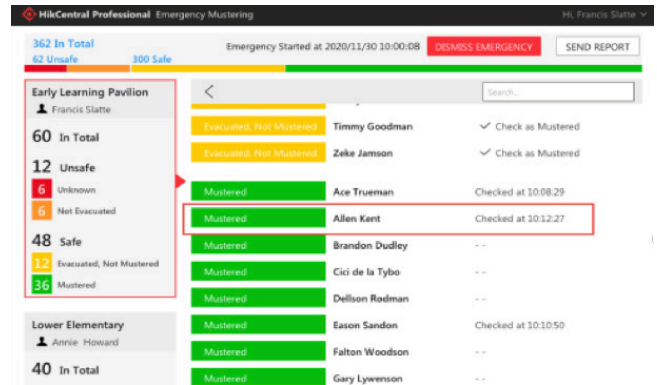 HikCentral Professional Emergency Mustering
Hi, Francis Slatte
362 In Total
62 Unsafe 300 Safe
Emergency Started at 2020/11/30 10:00:08
DISMISS EMERGENCY
SEND REPORT
Early Learning Pavilion
Francis Slatte
60 In Total
12 Unsafe
6 Unknown
6 Not Evacuated
48 Safe
12 Evacuated, Not Mustered
36 Mustered
Lower Elementary
Annie Howard
40 In Total
Search...
Evacuated, Not Mustered Timmy Goodman Check as Mustered
Evacuated, Not Mustered Zeke Jamson Check as Mustered
Mustered Ace Trueman Checked at 10:08:29
Mustered Allen Kent Checked at 10:12:27
Mustered Brandon Dudley - -
Mustered Cici de la Tybo - -
Mustered Dellson Rodman - -
Mustered Eason Sandon Checked at 10:10:50
Mustered Falton Woodson - -
Mustered Gary Lywenson - -